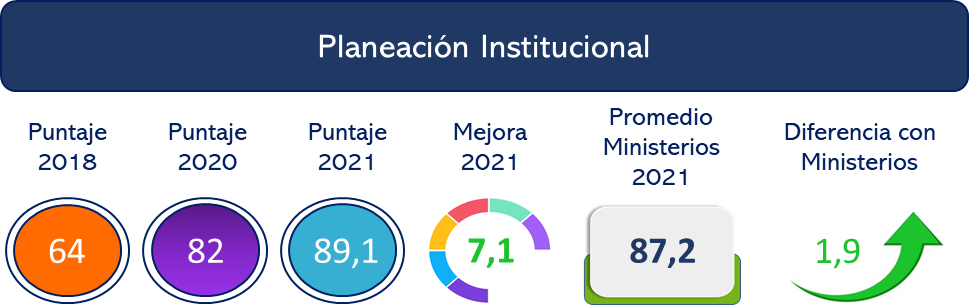 Planeación Institucional
Puntaje
2018
Puntaje
2020
Puntaje
2021
Mejora
2021
Promedio
Ministerios
2021
Diferencia con
Ministerios
64
82
89,1
7,1
87,2
1,9